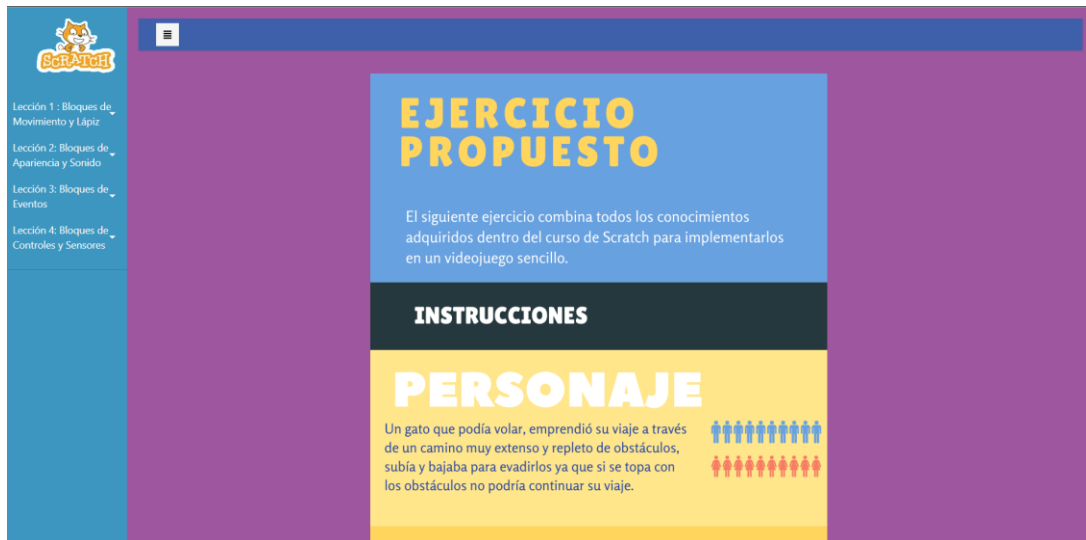 SCRATCH
Lección 1 : Bloques de
Movimiento y Lápiz
Lección 2: Bloques de
Apariencia y Sonido
Lección 3: Bloques de
Eventos
Lección 4: Bloques de
Controles y Sensores
EJERCICIO
PROPUESTO
El siguiente ejercicio combina todos los conocimientos
adquiridos dentro del curso de Scratch para implementarlos
en un videojuego sencillo.
INSTRUCCIONES
PERSONAJE
Un gato que podía volar, emprendió su viaje a través
de un camino muy extenso y repleto de obstáculos,
subía y bajaba para evadirlos ya que si se topa con
los obstáculos no podría continuar su viaje.